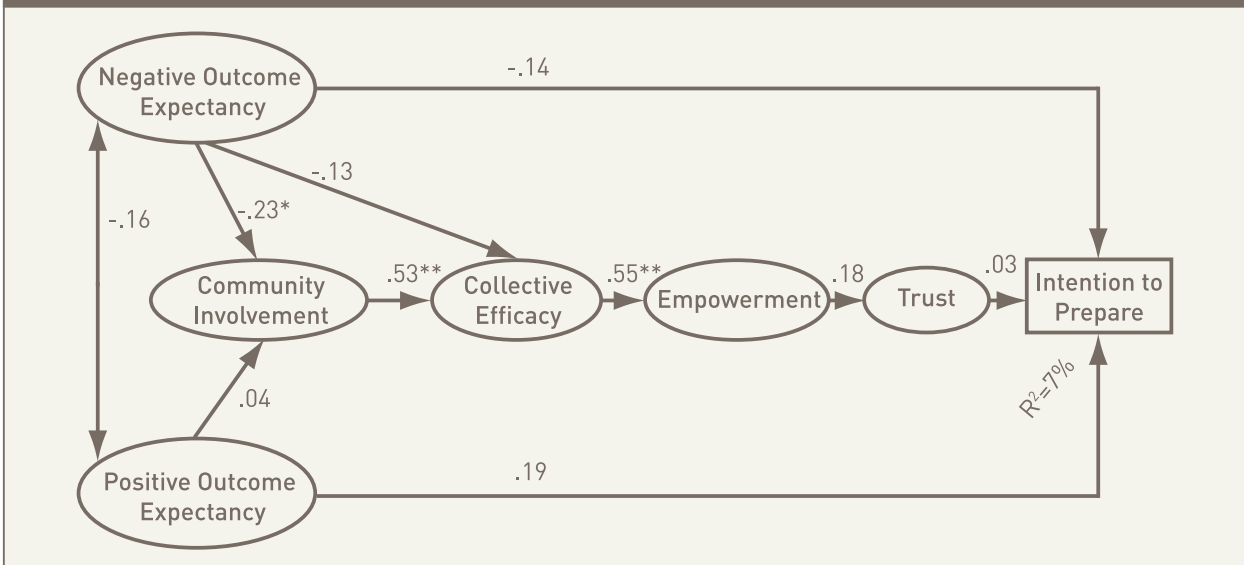 Negative Outcome
Expectancy
-.14
-.13
-.16
-.23*
Community
Involvement
.53**
Collective
Efficacy
.55**
Empowerment
.18
Trust
.03
Intention to
Prepare
R²=7%
.04
Positive Outcome
Expectancy
.19